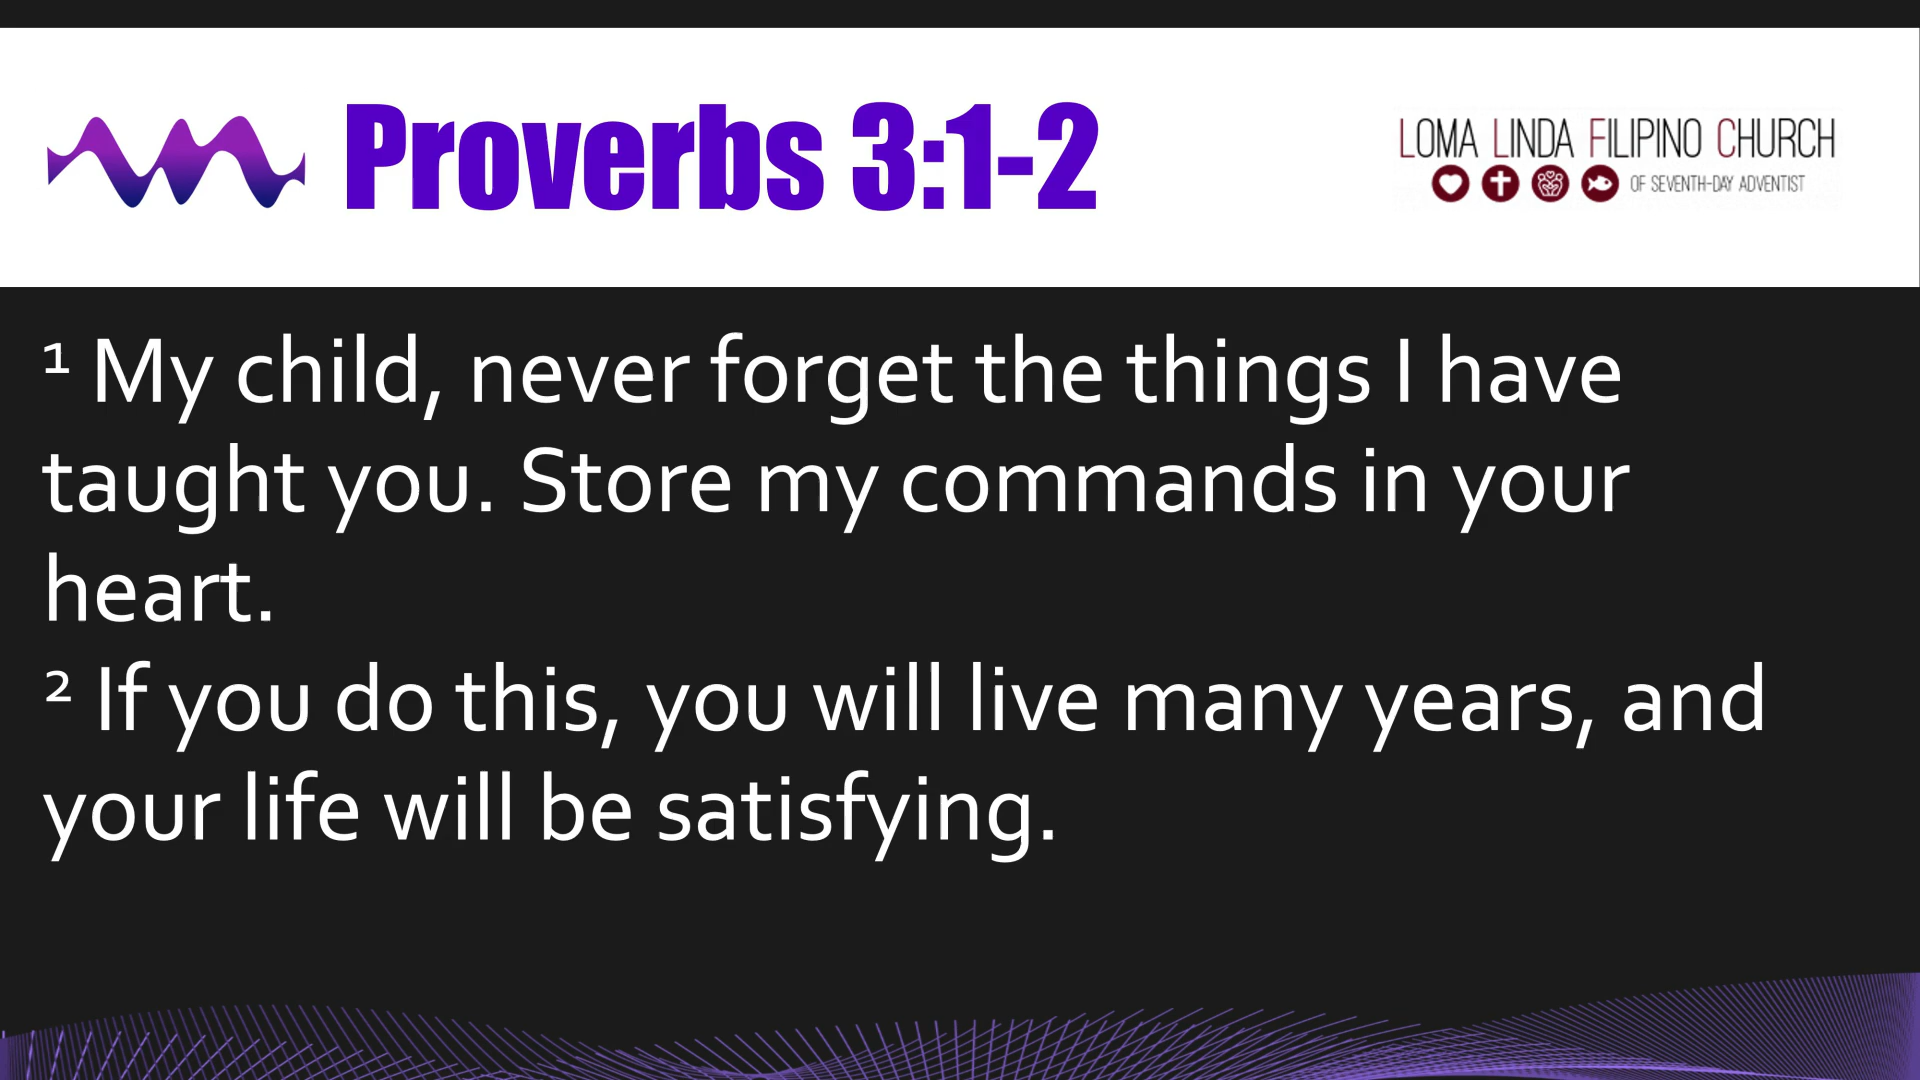 Proverbs 3:1-2
LOMA LINDA FILIPINO CHURCH
OF SEVENTH-DAY ADVENTIST
¹ My child, never forget the things I have
taught you. Store my commands in your
heart.
² If you do this, you will live many years, and
your life will be satisfying.